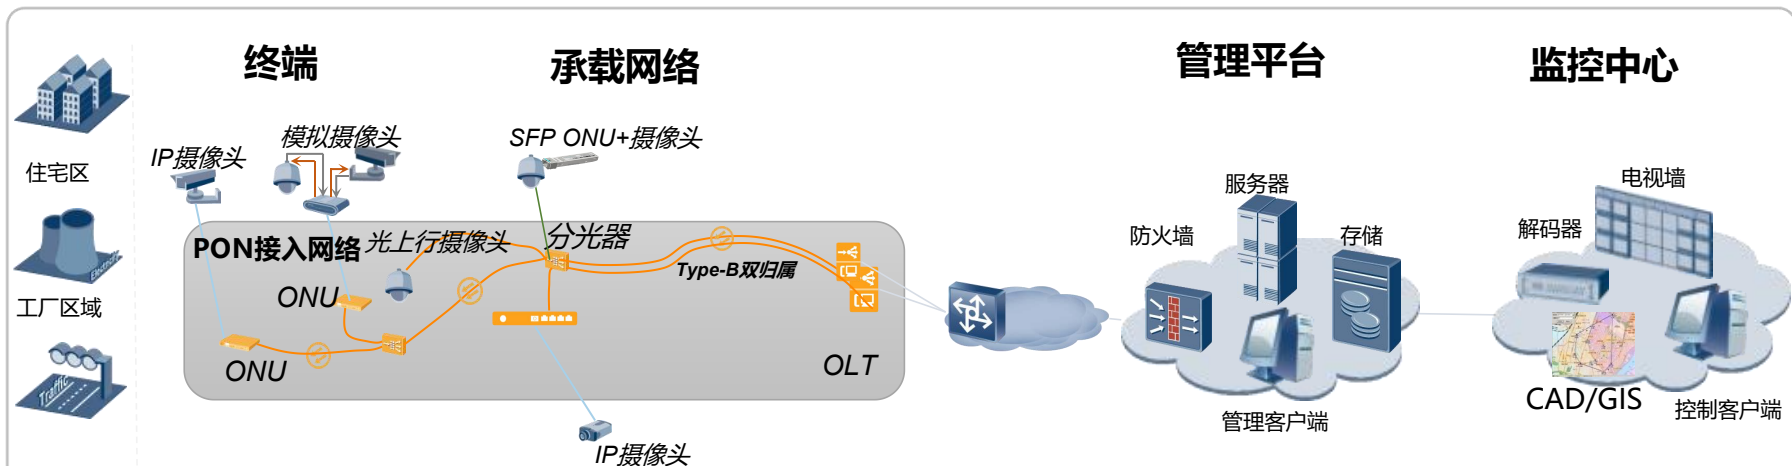 终端
承载网络
管理平台
监控中心
住宅区
工厂区域
Electricity
Traffic
IP摄像头
模拟摄像头
SFP ONU+摄像头
PON接入网络
光上行摄像头
分光器
Type-B双归属
ONU
ONU
OLT
IP摄像头
服务器
防火墙
存储
管理客户端
电视墙
解码器
CAD/GIS
控制客户端